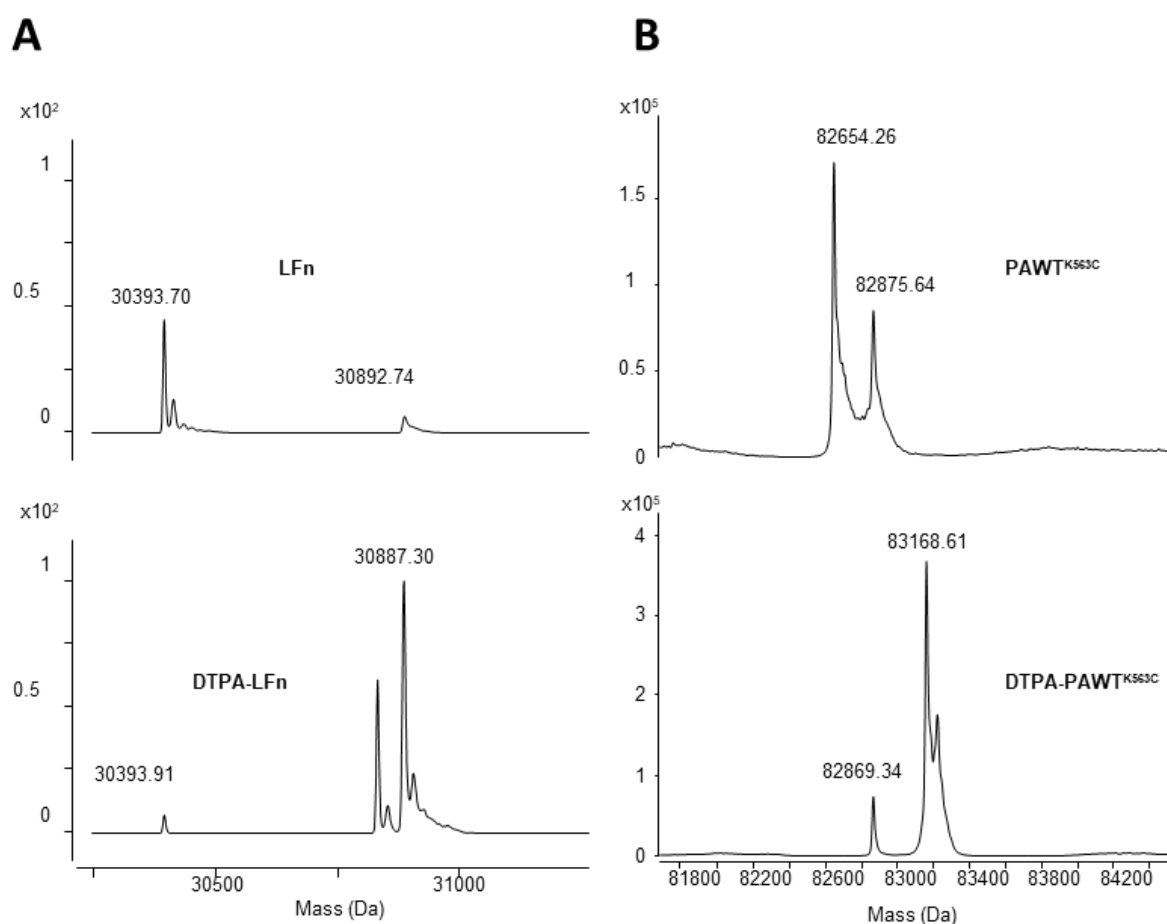 A
x10²
1
0.5
0
30393.70
LFn
30892.74
x10²
1
0.5
0
30887.30
DTPA-LFn
30393.91
30500
31000
Mass (Da)
B
x10⁵
1.5
1
0.5
0
82654.26
82875.64
PAWTᴷ⁵⁶³ᶜ
x10⁵
4
3
2
1
0
83168.61
DTPA-PAWTᴷ⁵⁶³ᶜ
82869.34
81800 82200 82600 83000 83400 83800 84200
Mass (Da)